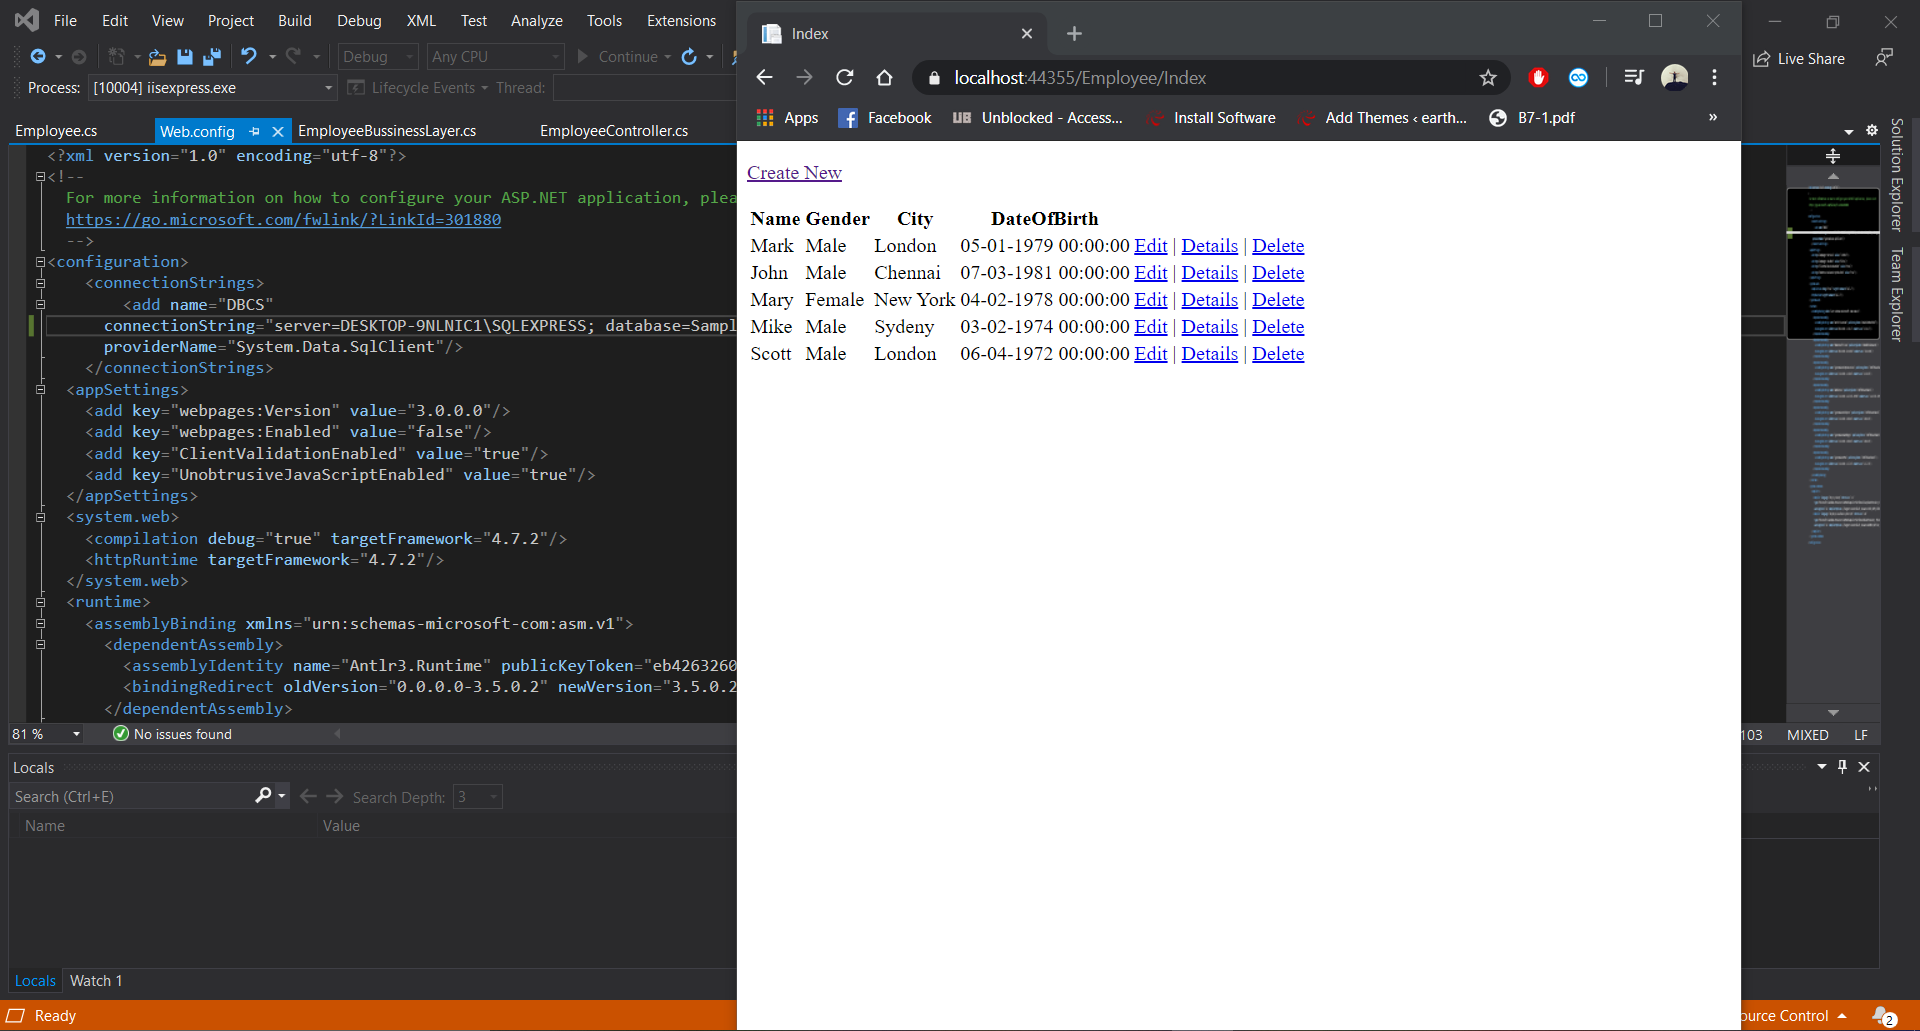 File Edit View Project Build Debug XML Test Analyze Tools Extensions
Debug Any CPU Continue
Live Share
Process: [10004] iisexpress.exe Lifecycle Events Thread:
Employee.cs Web.config EmployeeBussinessLayer.cs EmployeeController.cs
<?xml version="1.0" encoding="utf-8"?>
<!--
For more information on how to configure your ASP.NET application, plea
https://go.microsoft.com/fwlink/?LinkId=301880
-->
<configuration>
<connectionStrings>
<add name="DBCS"
connectionString="server=DESKTOP-9NLNIC1\SQLEXPRESS; database=Sampl
providerName="System.Data.SqlClient"/>
</connectionStrings>
<appSettings>
<add key="webpages:Version" value="3.0.0.0"/>
<add key="webpages:Enabled" value="false"/>
<add key="ClientValidationEnabled" value="true"/>
<add key="UnobtrusiveJavaScriptEnabled" value="true"/>
</appSettings>
<system.web>
<compilation debug="true" targetFramework="4.7.2"/>
<httpRuntime targetFramework="4.7.2"/>
</system.web>
<runtime>
<assemblyBinding xmlns="urn:schemas-microsoft-com:asm.v1">
<dependentAssembly>
<assemblyIdentity name="Antlr3.Runtime" publicKeyToken="eb4263260
<bindingRedirect oldVersion="0.0.0.0-3.5.0.2" newVersion="3.5.0.2
</dependentAssembly>
81 % No issues found
103 MIXED LF
Locals
Search (Ctrl+E) Search Depth: 3
Name Value
Locals Watch 1
Ready
ource Control 2
Index
localhost:44355/Employee/Index
Apps Facebook UB Unblocked - Access... Install Software Add Themes ‹ earth... B7-1.pdf »
Create New
Name Gender City DateOfBirth
Mark Male London 05-01-1979 00:00:00 Edit | Details | Delete
John Male Chennai 07-03-1981 00:00:00 Edit | Details | Delete
Mary Female New York 04-02-1978 00:00:00 Edit | Details | Delete
Mike Male Sydeny 03-02-1974 00:00:00 Edit | Details | Delete
Scott Male London 06-04-1972 00:00:00 Edit | Details | Delete
Solution Explorer
Team Explorer